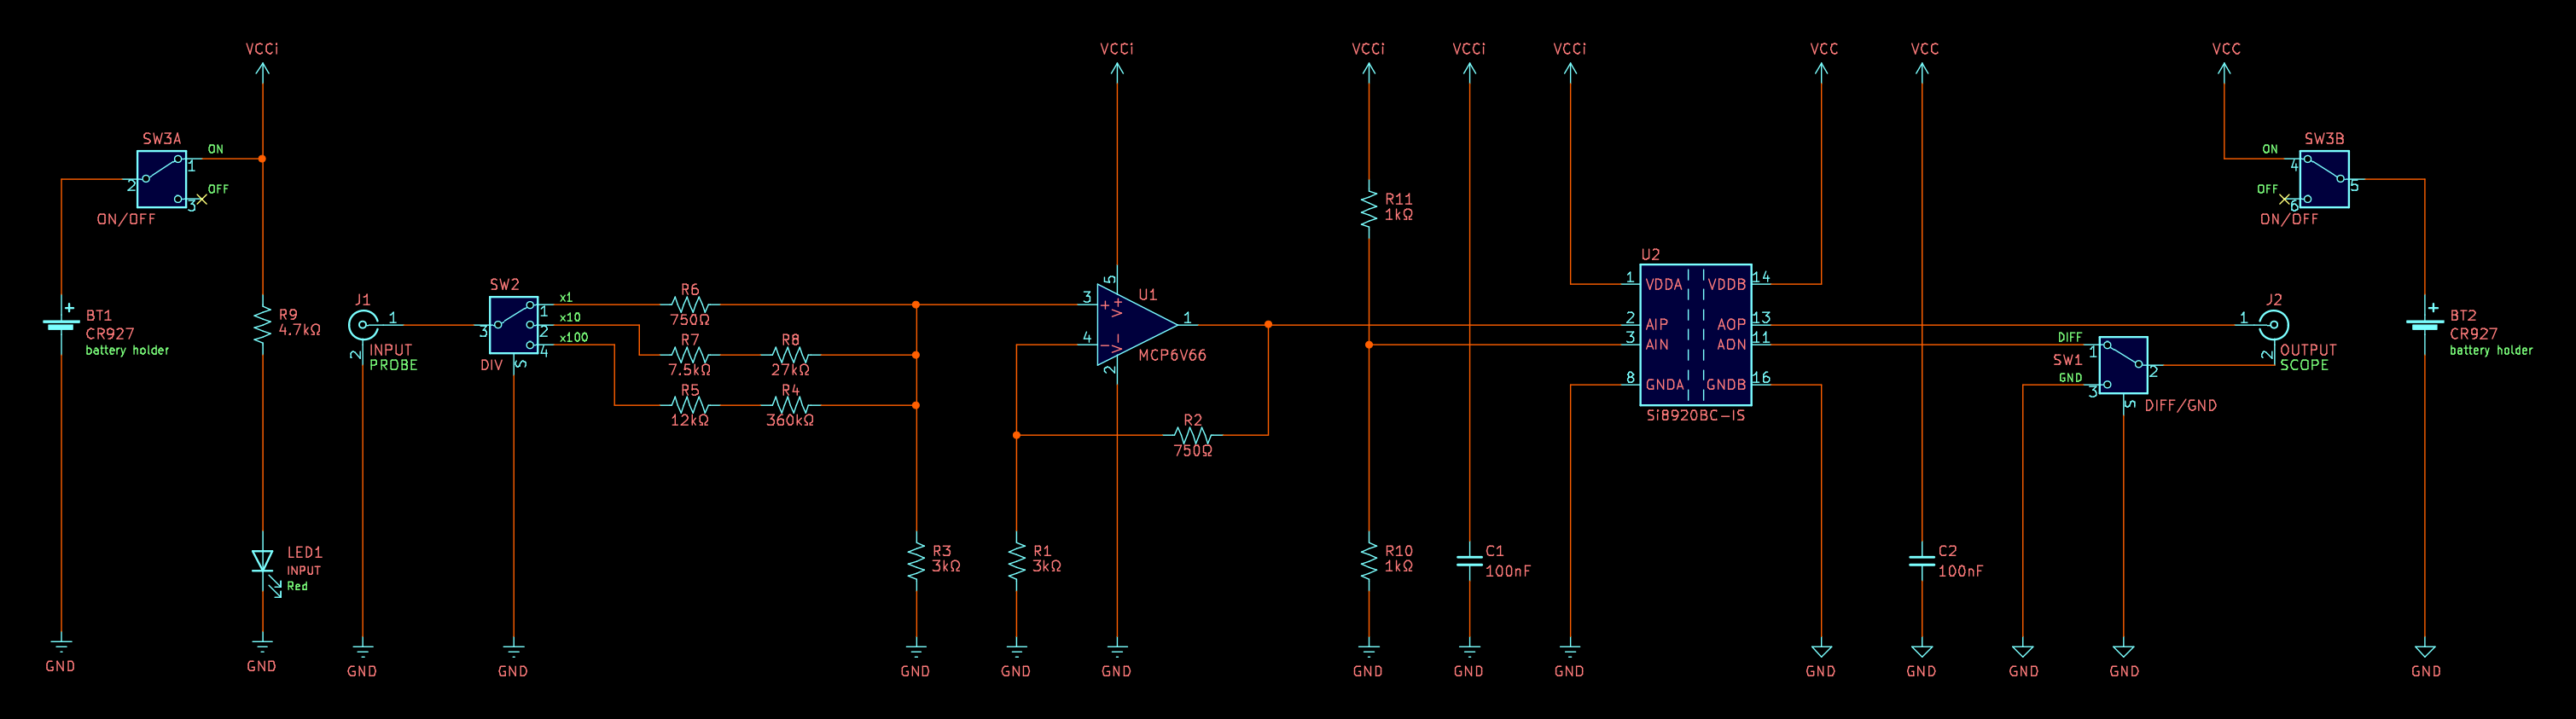 VCCi
VCCi
VCCi
VCCi
VCCi
VCC
VCC
VCC
SW3A
ON
1
2
OFF
3
ON/OFF
BT1
CR927
battery holder
GND
R9
4.7kΩ
LED1
INPUT
Red
GND
J1
1
2
INPUT
PROBE
GND
SW2
x1
1
x10
3
2
x100
4
S
DIV
GND
R6
750Ω
R7
7.5kΩ
R8
27kΩ
R5
12kΩ
R4
360kΩ
R3
3kΩ
GND
R1
3kΩ
GND
5
U1
3
+
V+
1
4
-
V-
2
MCP6V66
GND
R2
750Ω
R11
1kΩ
R10
1kΩ
GND
C1
100nF
GND
U2
1
VDDA
VDDB
14
2
AIP
AOP
13
3
AIN
AON
11
8
GNDA
GNDB
16
Si8920BC-IS
GND
GND
C2
100nF
GND
DIFF
1
SW1
2
GND
3
S
DIFF/GND
GND
GND
J2
1
2
OUTPUT
SCOPE
SW3B
ON
4
5
OFF
6
ON/OFF
+
BT2
CR927
battery holder
GND